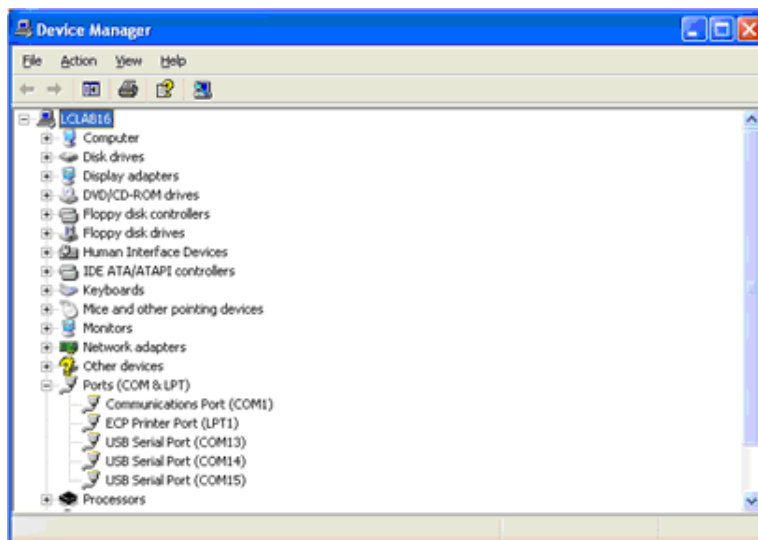 Device Manager
File Action View Help
LCLA816
Computer
Disk drives
Display adapters
DVD/CD-ROM drives
Floppy disk controllers
Floppy disk drives
Human Interface Devices
IDE ATA/ATAPI controllers
Keyboards
Mice and other pointing devices
Monitors
Network adapters
Other devices
Ports (COM & LPT)
Communications Port (COM1)
ECP Printer Port (LPT1)
USB Serial Port (COM13)
USB Serial Port (COM14)
USB Serial Port (COM15)
Processors